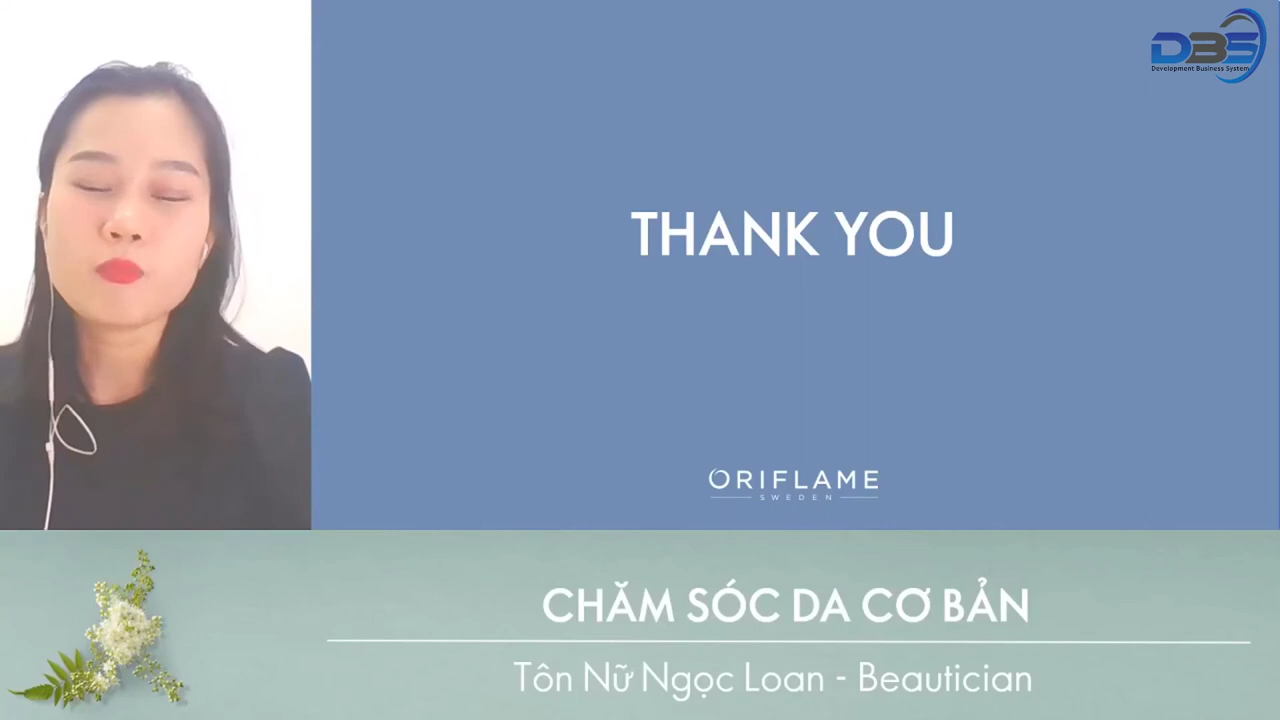 DBS
Development Business System
THANK YOU
ORIFLAME
SWEDEN
CHĂM SÓC DA CƠ BẢN
Tôn Nữ Ngọc Loan - Beautician